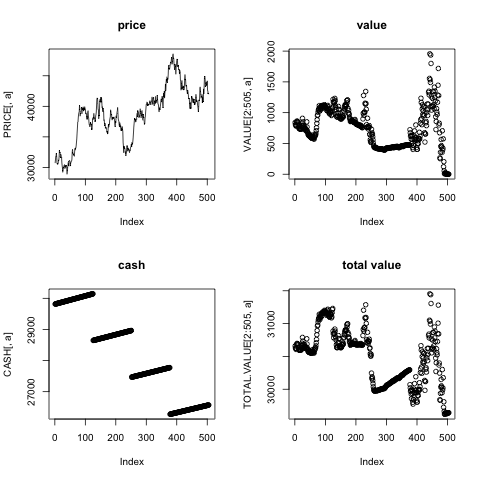 price
PRICE[, a]
30000 40000
0 100 200 300 400 500
Index
value
VALUE[2:505, a]
0 500 1000 1500 2000
0 100 200 300 400 500
Index
cash
CASH[, a]
27000 29000
0 100 200 300 400 500
Index
total value
TOTAL.VALUE[2:505, a]
30000 31000
0 100 200 300 400 500
Index